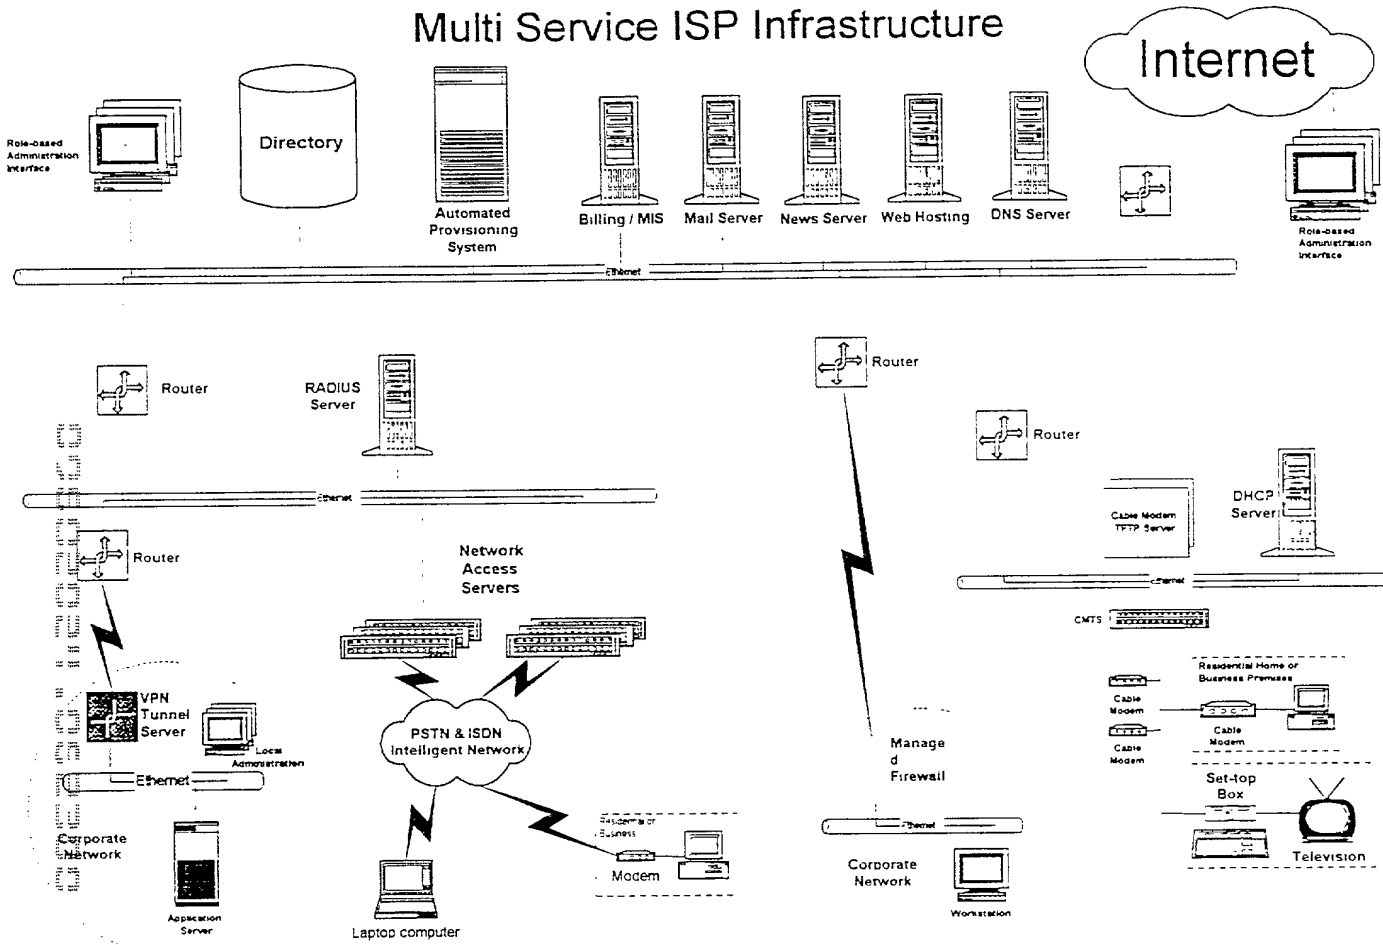 Multi Service ISP Infrastructure
Internet
Role-based
Administration
Interface
Directory
Automated
Provisioning
System
Billing / MIS
Mail Server
News Server
Web Hosting
DNS Server
Role-based
Administration
Interface
Ethernet
Router
RADIUS
Server
Router
Router
Ethernet
Cable Modem
TFTP Server
DHCP
Server
Router
Network
Access
Servers
Ethernet
CMTS
VPN
Tunnel
Server
Local
Administration
PSTN & ISDN
Intelligent Network
Manage
d
Firewall
Residential Home or
Business Premises
Cable
Modem
Cable
Modem
Cable
Modem
Ethernet
Set-top
Box
Television
Corporate
Network
Application
Server
Residential or
Business
Modem
Laptop computer
Ethernet
Corporate
Network
Workstation